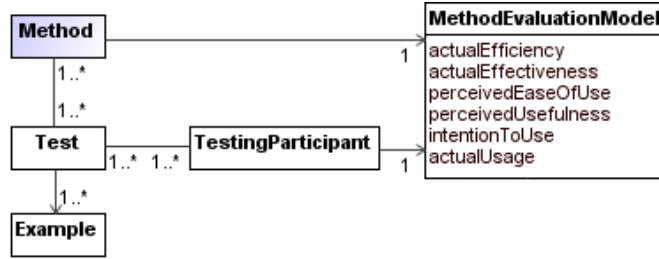 Method
1..*
1..*
Test
1..*
1..*
TestingParticipant
1..*
Example
1
1
MethodEvaluationModel
actualEfficiency
actualEffectiveness
perceivedEaseOfUse
perceivedUsefulness
intentionToUse
actualUsage